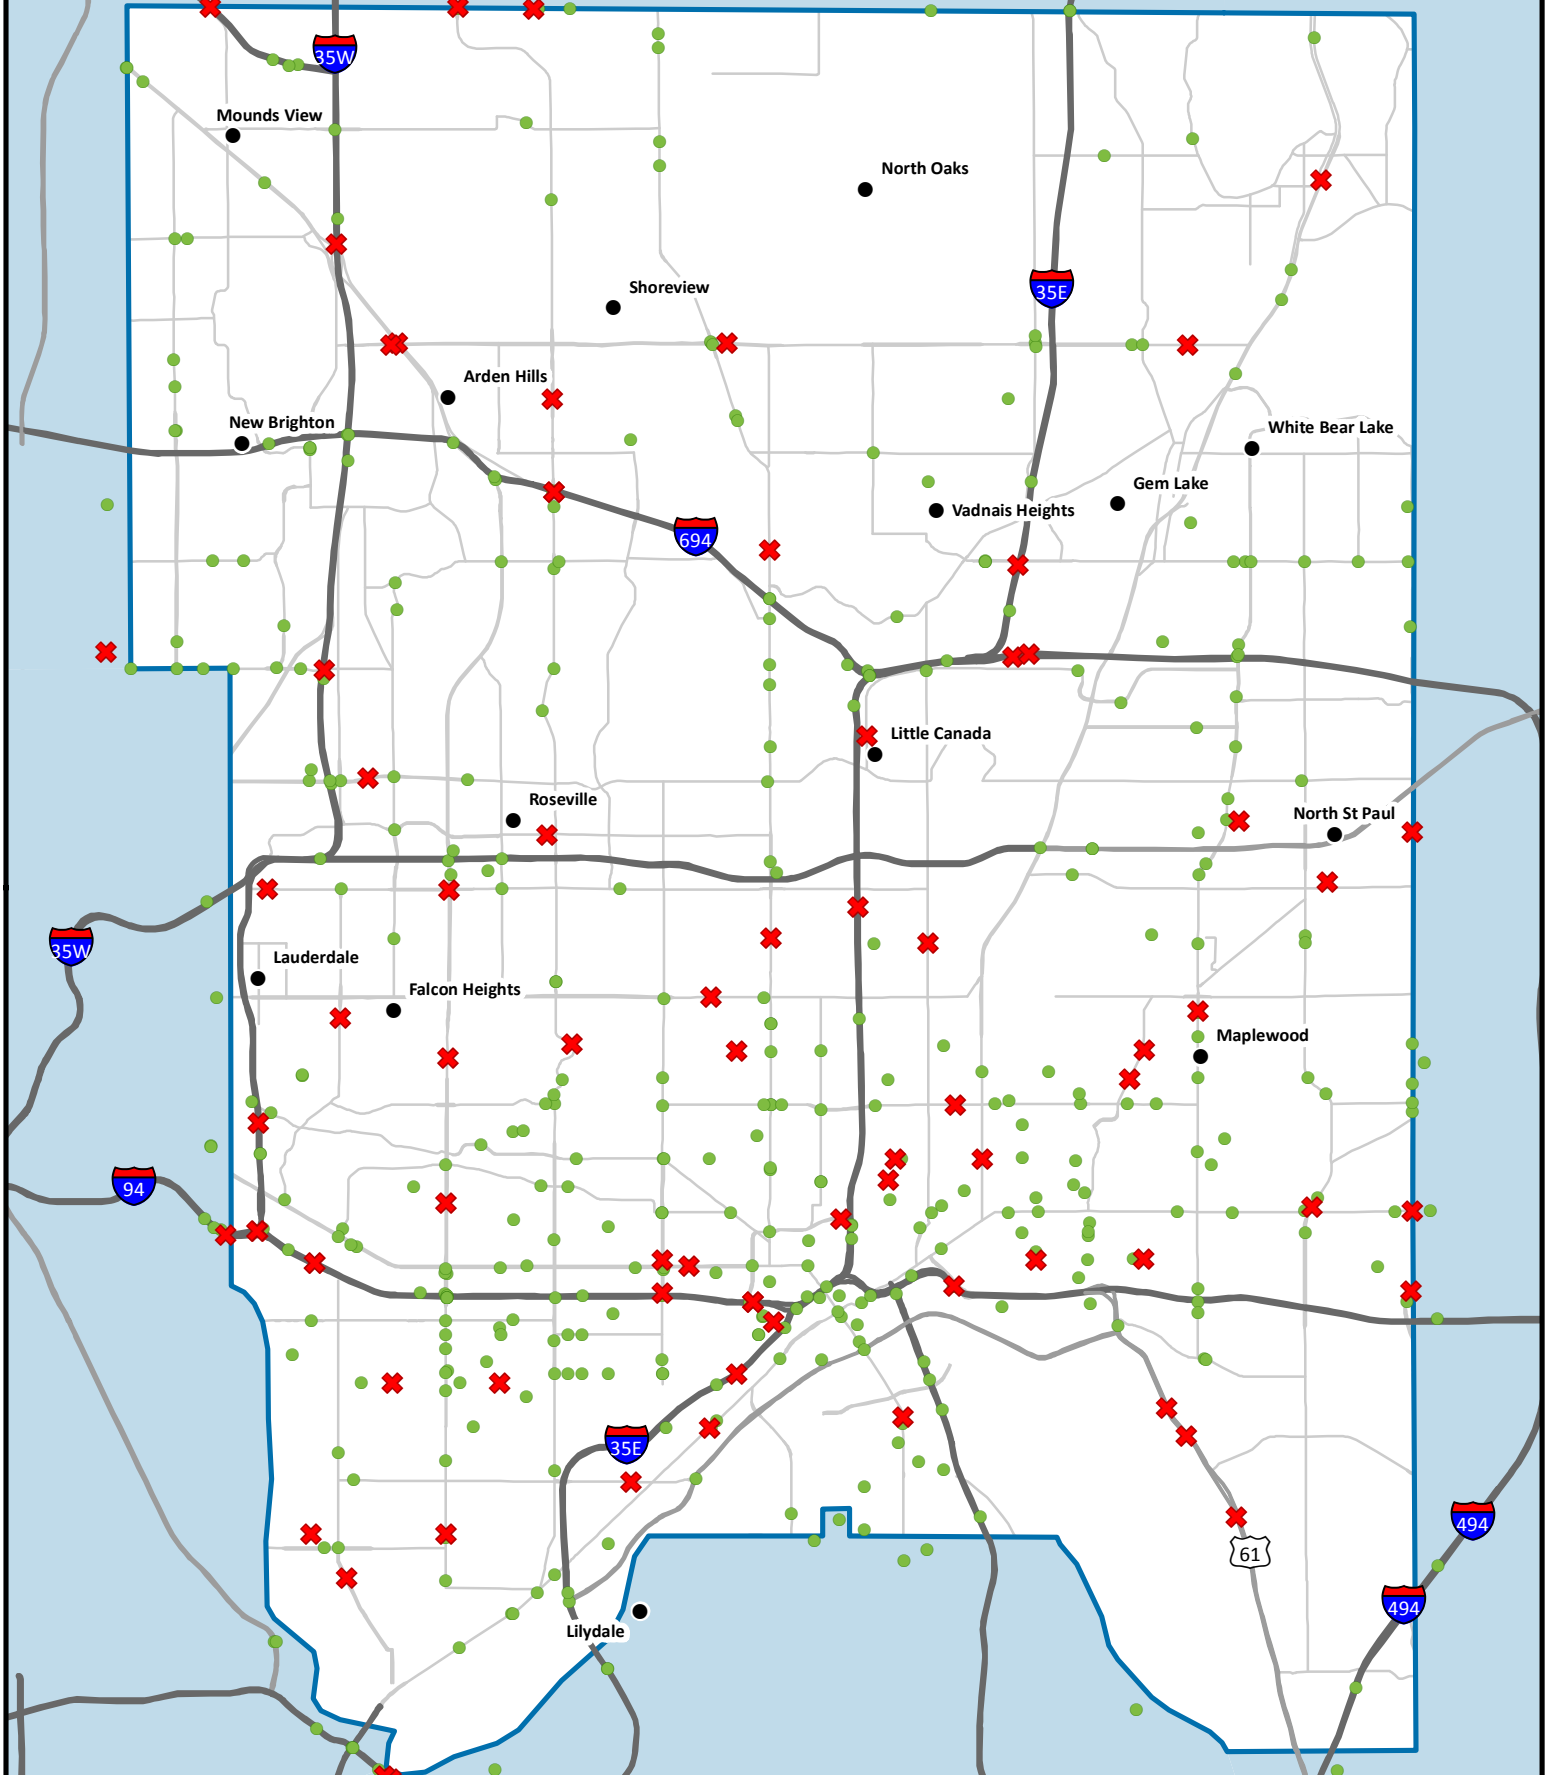 35W
Mounds View
North Oaks
Shoreview
35E
Arden Hills
New Brighton
White Bear Lake
Gem Lake
Vadnais Heights
694
Little Canada
Roseville
North St Paul
35W
Lauderdale
Falcon Heights
Maplewood
94
35E
494
61
494
Lilydale